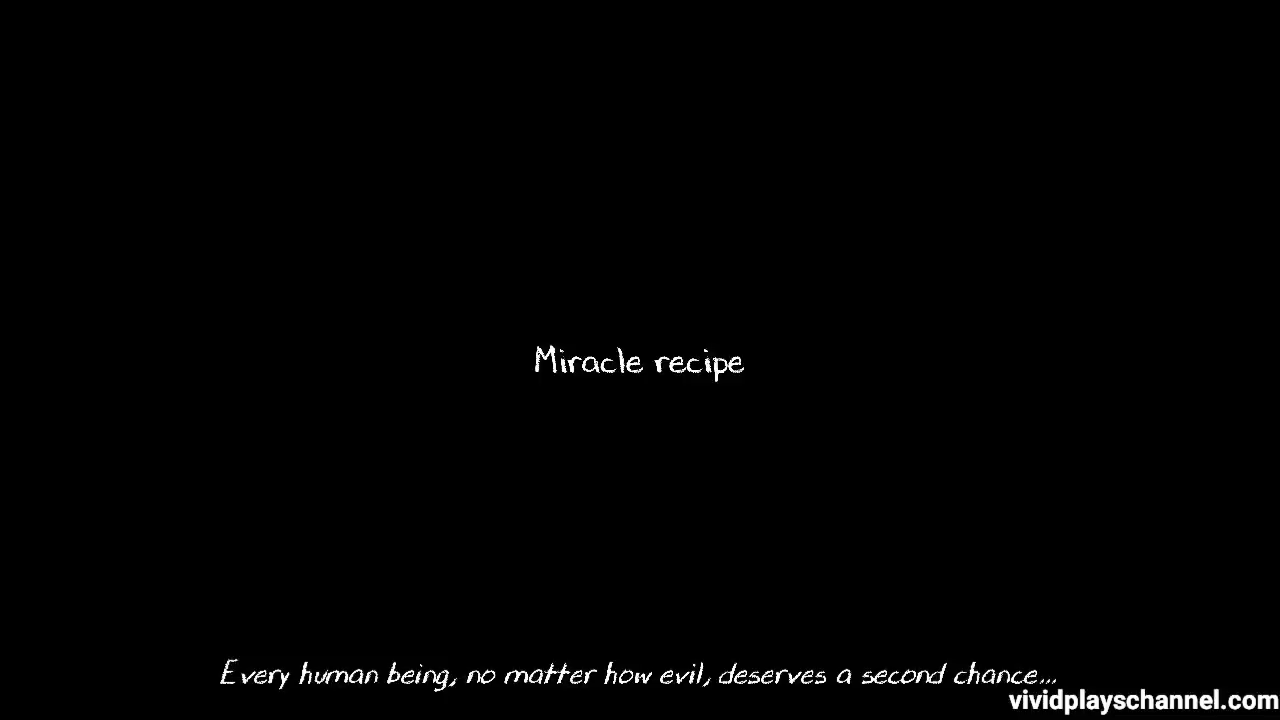 Miracle recipe
Every human being, no matter how evil, deserves a second chance...
vividplayschannel.com